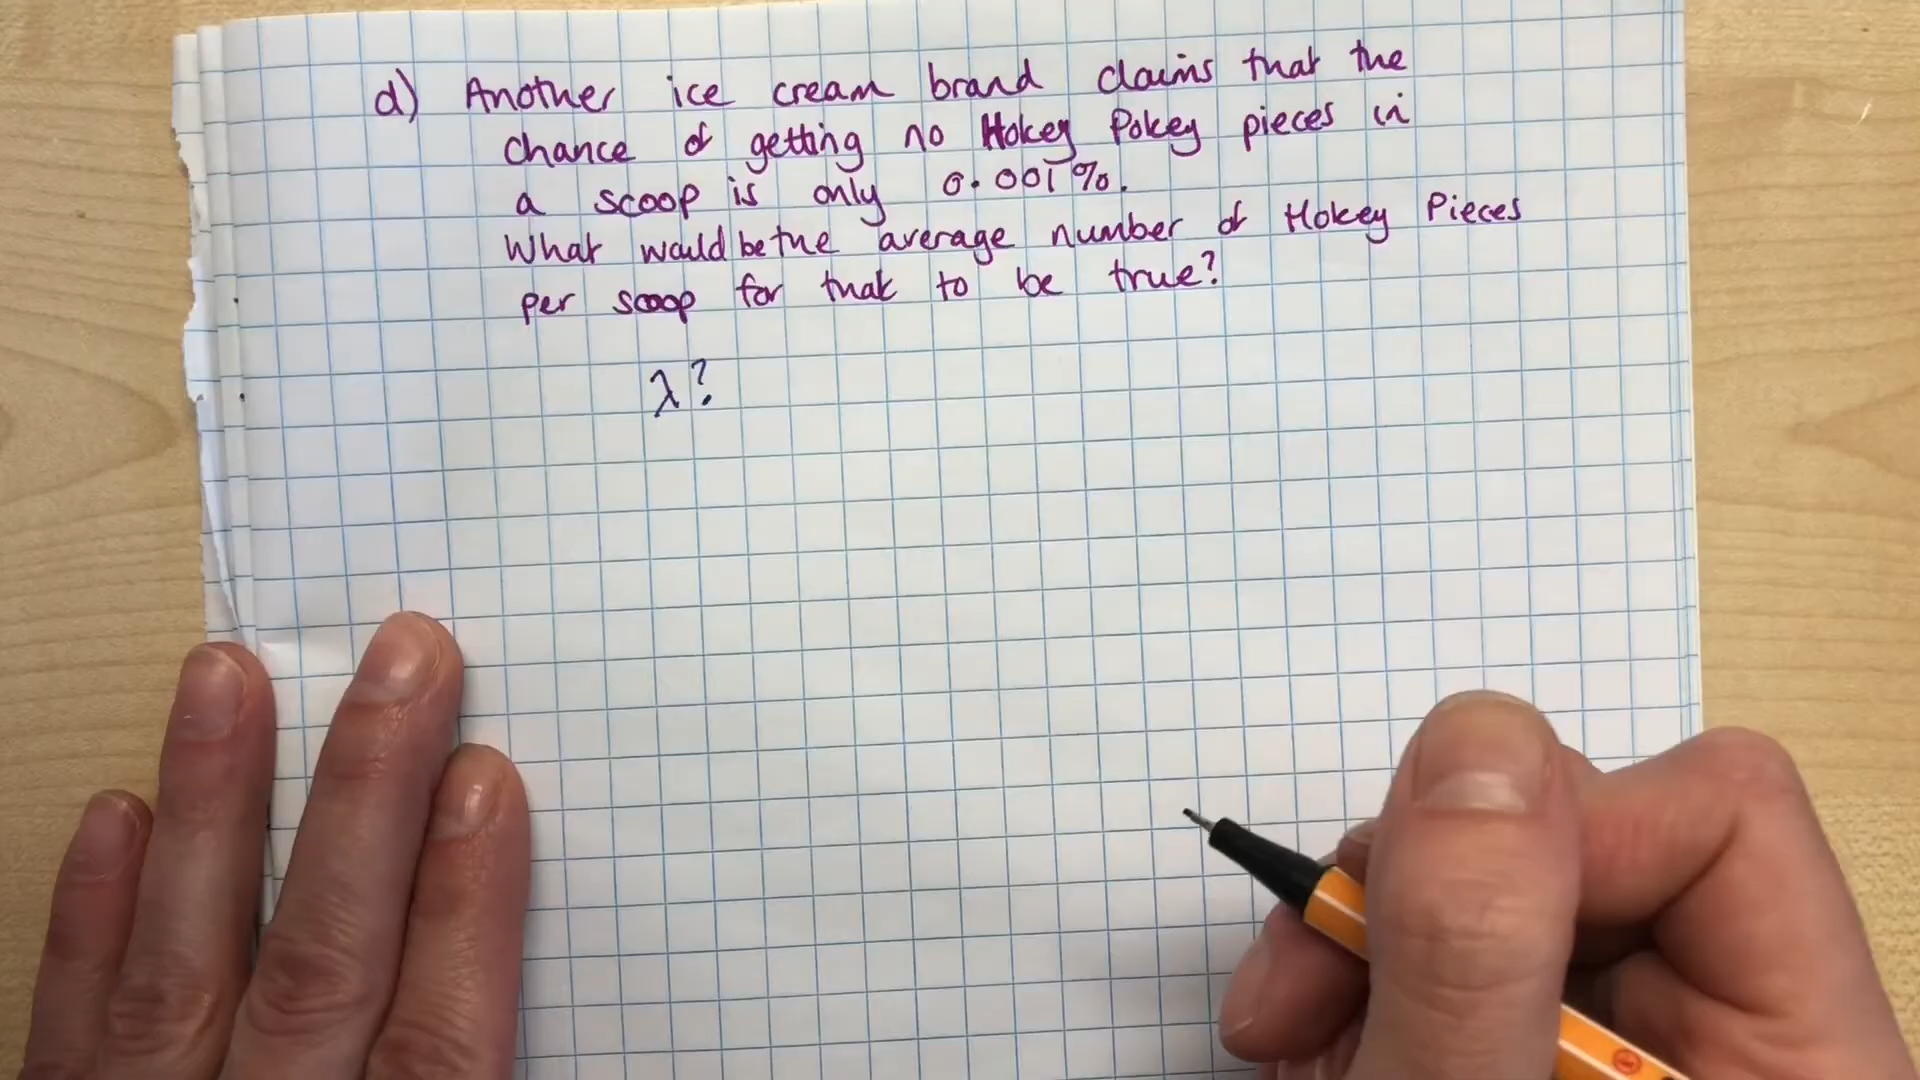 d) Another ice cream brand claims that the
chance of getting no Hokey Pokey pieces in
a scoop is only 0.001%.
What would be the average number of Hokey Pieces
per scoop for that to be true?
λ?